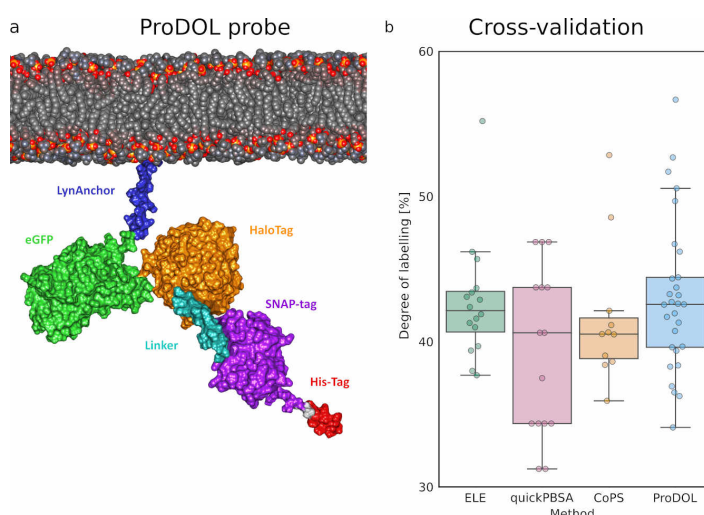 a
ProDOL probe
LynAnchor
eGFP
HaloTag
SNAP-tag
Linker
His-Tag
b
Cross-validation
Degree of labelling [%]
60
50
40
30
ELE
quickPBSA
CoPS
ProDOL
Method